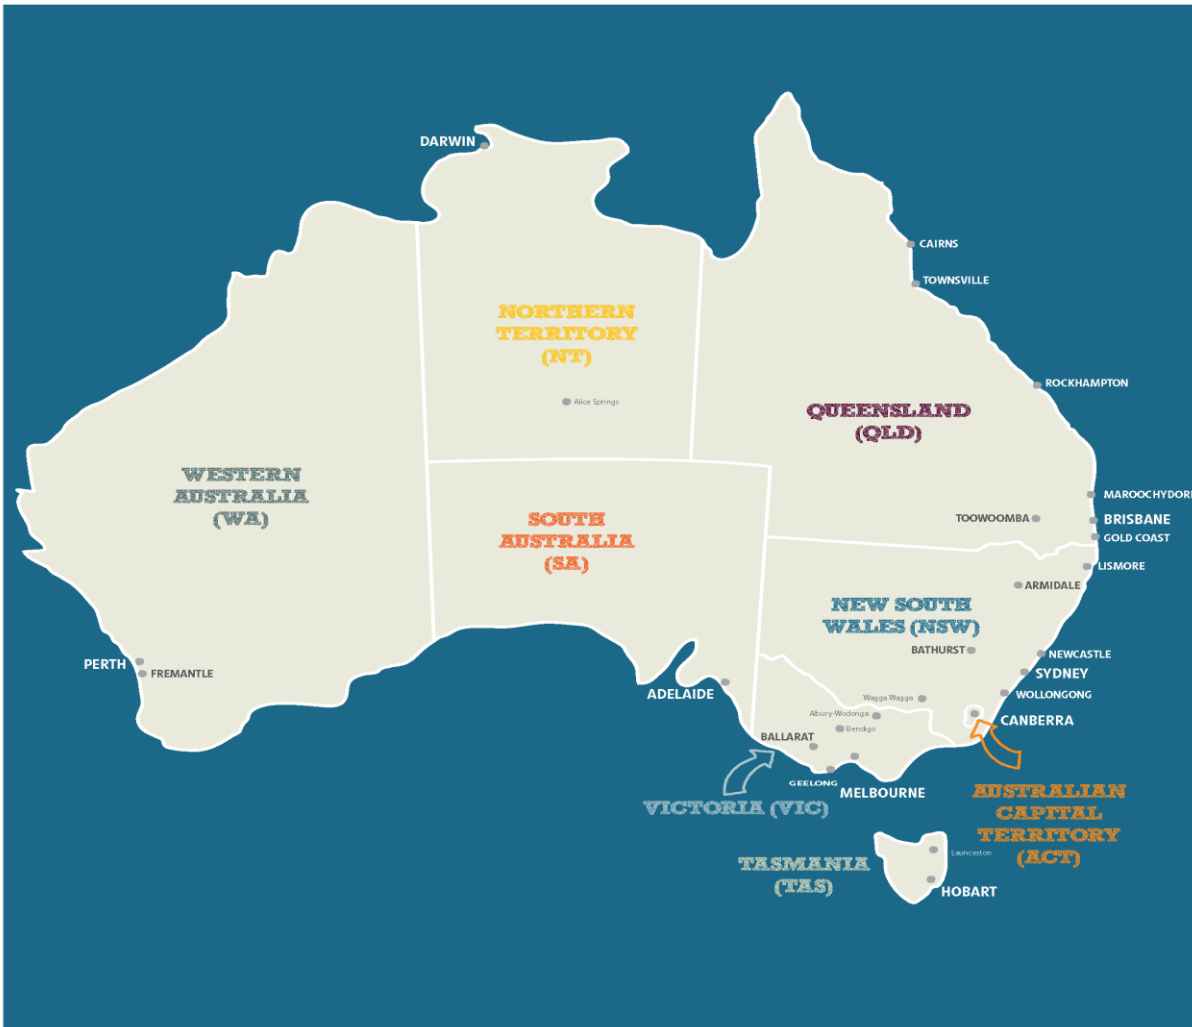 DARWIN
CAIRNS
TOWNSVILLE
NORTHERN
TERRITORY
(NT)
ROCKHAMPTON
Alice Springs
QUEENSLAND
(QLD)
WESTERN
AUSTRALIA
(WA)
MAROOCHYDORE
SOUTH
AUSTRALIA
(SA)
TOOWOOMBA
BRISBANE
GOLD COAST
LISMORE
ARMIDALE
NEW SOUTH
WALES (NSW)
BATHURST
NEWCASTLE
PERTH
FREMANTLE
SYDNEY
ADELAIDE
WOLLONGONG
Wagga Wagga
Albury-Wodonga
CANBERRA
Bendigo
BALLARAT
GEELONG
MELBOURNE
VICTORIA (VIC)
AUSTRALIAN
CAPITAL
TERRITORY
(ACT)
Launceston
TASMANIA
(TAS)
HOBART